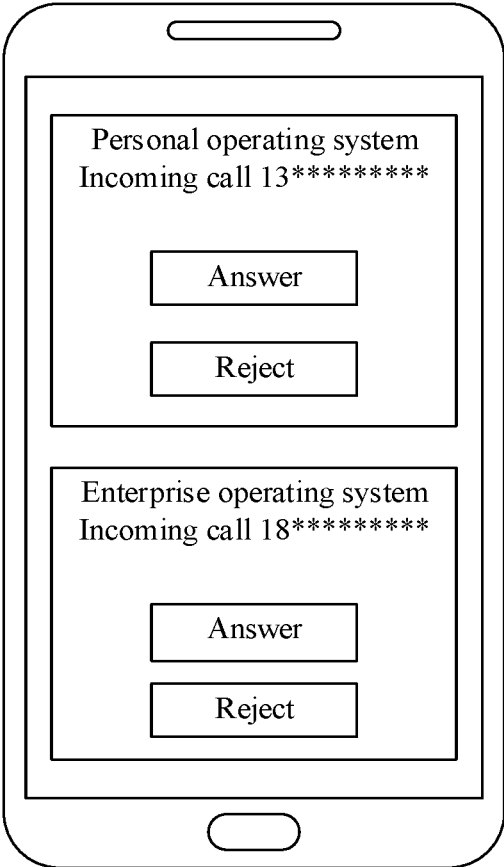 Personal operating system
Incoming call 13*********
Answer
Reject
Enterprise operating system
Incoming call 18*********
Answer
Reject